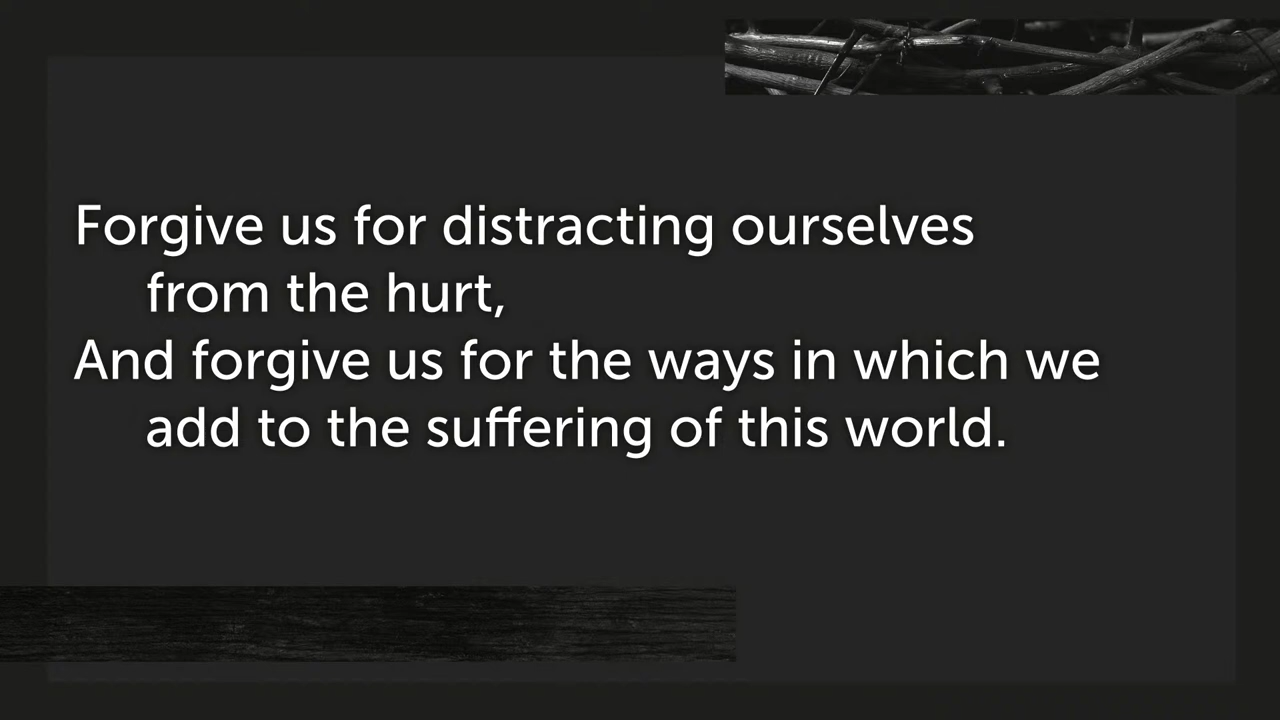 Forgive us for distracting ourselves
from the hurt,
And forgive us for the ways in which we
add to the suffering of this world.